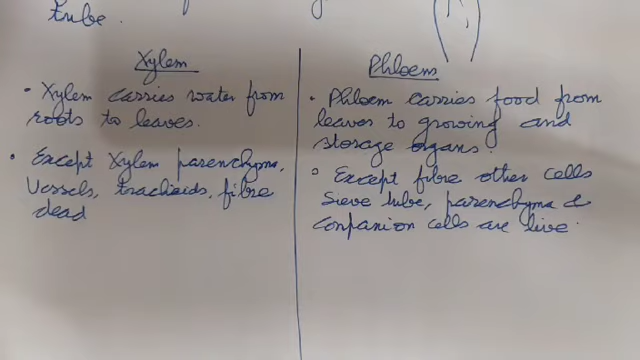 tube.
Xylem
• Xylem carries water from
roots to leaves.
• Except Xylem parenchyma,
Vessels, trachaids, fibre
dead
Phloem
• Phloem carries food from
leaves to growing and
storage organs.
• Except fibre other cells
Sieve tube, parenchyma &
Companion cells are live.